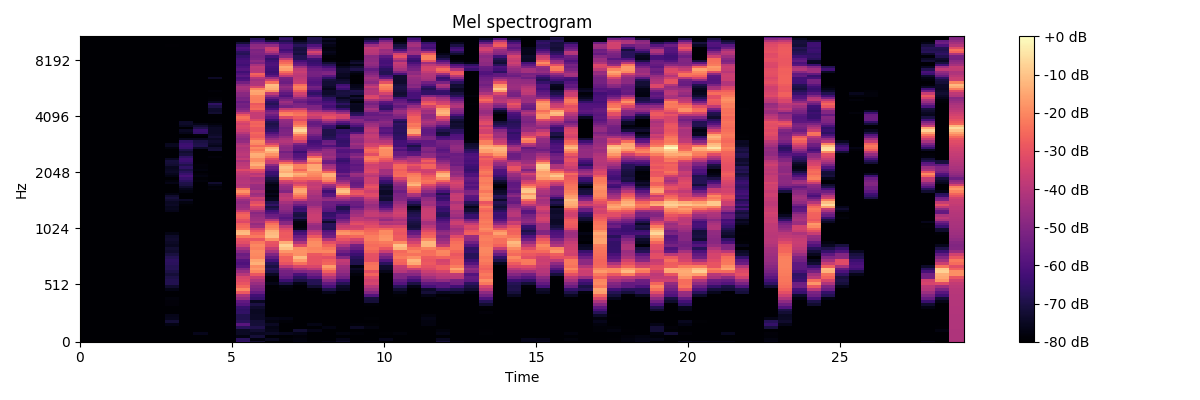 Mel spectrogram
8192
4096
2048
1024
512
0
Hz
0 5 10 15 20 25
Time
+0 dB
-10 dB
-20 dB
-30 dB
-40 dB
-50 dB
-60 dB
-70 dB
-80 dB